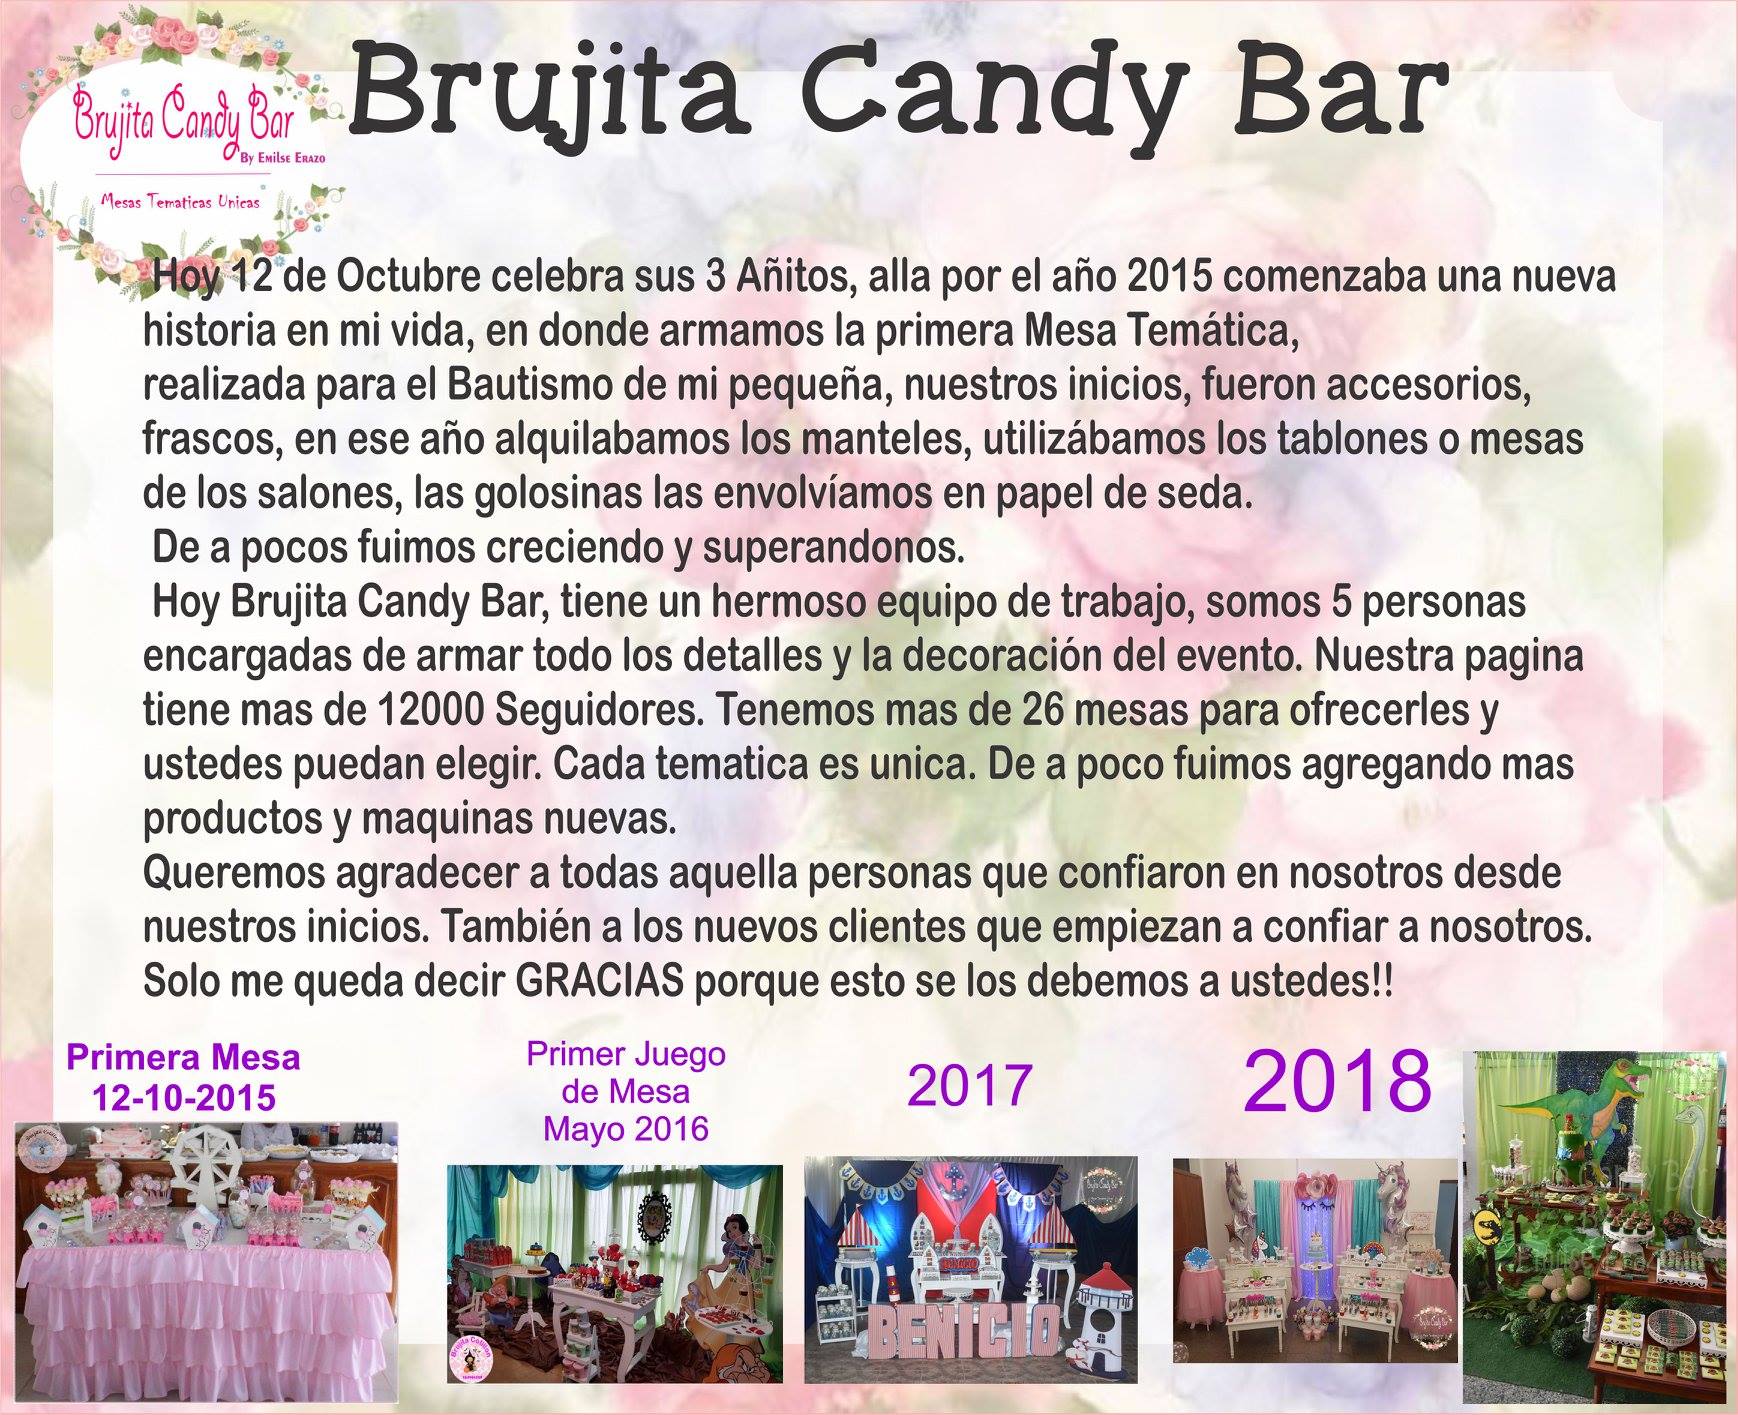 Brujita Candy Bar
By Emilse Erazo
Mesas Tematicas Unicas
Brujita Candy Bar
Hoy 12 de Octubre celebra sus 3 Añitos, alla por el año 2015 comenzaba una nueva
historia en mi vida, en donde armamos la primera Mesa Temática,
realizada para el Bautismo de mi pequeña, nuestros inicios, fueron accesorios,
frascos, en ese año alquilabamos los manteles, utilizábamos los tablones o mesas
de los salones, las golosinas las envolvíamos en papel de seda.
De a pocos fuimos creciendo y superandonos.
Hoy Brujita Candy Bar, tiene un hermoso equipo de trabajo, somos 5 personas
encargadas de armar todo los detalles y la decoración del evento. Nuestra pagina
tiene mas de 12000 Seguidores. Tenemos mas de 26 mesas para ofrecerles y
ustedes puedan elegir. Cada tematica es unica. De a poco fuimos agregando mas
productos y maquinas nuevas.
Queremos agradecer a todas aquella personas que confiaron en nosotros desde
nuestros inicios. También a los nuevos clientes que empiezan a confiar a nosotros.
Solo me queda decir GRACIAS porque esto se los debemos a ustedes!!
Primera Mesa
12-10-2015
Primer Juego
de Mesa
Mayo 2016
2017
2018
Brujita Cotillon
Brujita Candy Bar
BENICIO
Brujita Candy Bar